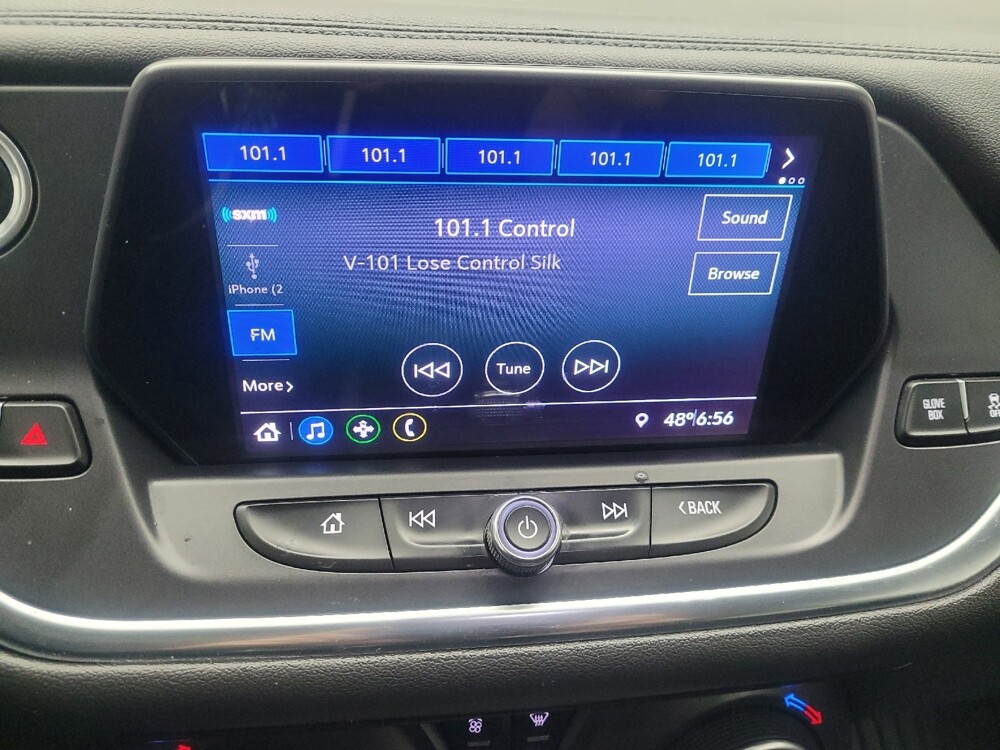 101.1 101.1 101.1 101.1 101.1
sxm
101.1 Control
Sound
V-101 Lose Control Silk
Browse
iPhone (2
FM
Tune
More
48° 6:56
GLOVE BOX
OFF
BACK